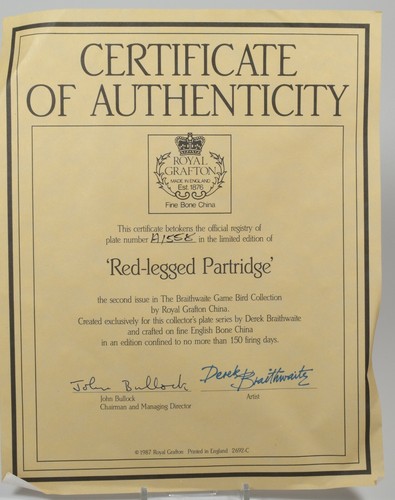 CERTIFICATE
OF AUTHENTICITY
ROYAL
GRAFTON
MADE IN ENGLAND
Est. 1876
Fine Bone China
This certificate betokens the official registry of
plate number in the limited edition of
'Red-legged Partridge'
the second issue in The Braithwaite Game Bird Collection
by Royal Grafton China.
Created exclusively for this collector's plate series by Derek Braithwaite
and crafted on fine English Bone China
in an edition confined to no more than 150 firing days.
John Bullock Derek Braithwaite
John Bullock Artist
Chairman and Managing Director
©1987 Royal Grafton Printed in England 2692-C